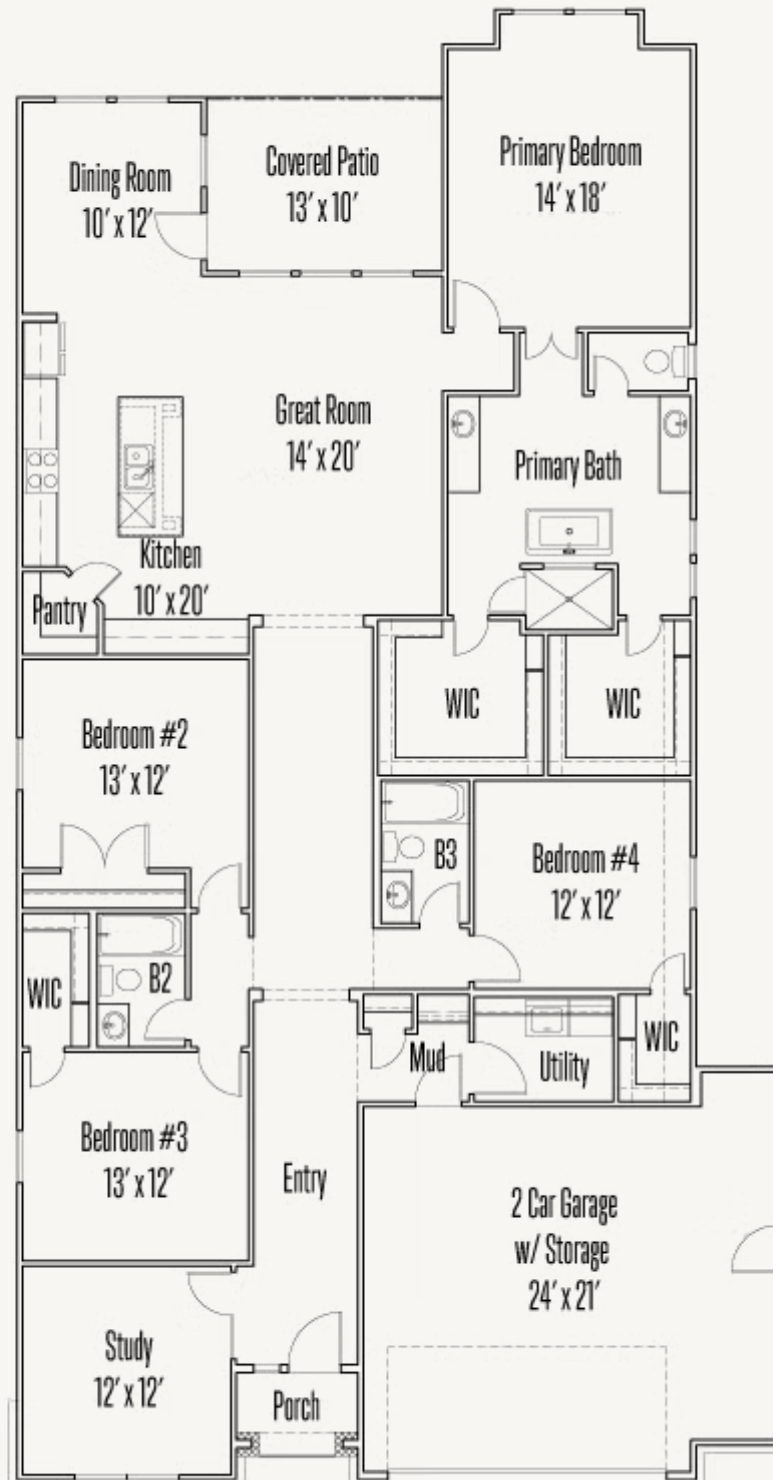 Primary Bedroom
14' x 18'
Covered Patio
13' x 10'
Dining Room
10' x 12'
Great Room
14' x 20'
Primary Bath
Kitchen
10' x 20'
Pantry
WIC
WIC
Bedroom #2
13' x 12'
B3
Bedroom #4
12' x 12'
B2
WIC
WIC
Mud
Utility
Bedroom #3
13' x 12'
Entry
2 Car Garage
w/ Storage
24' x 21'
Study
12' x 12'
Porch